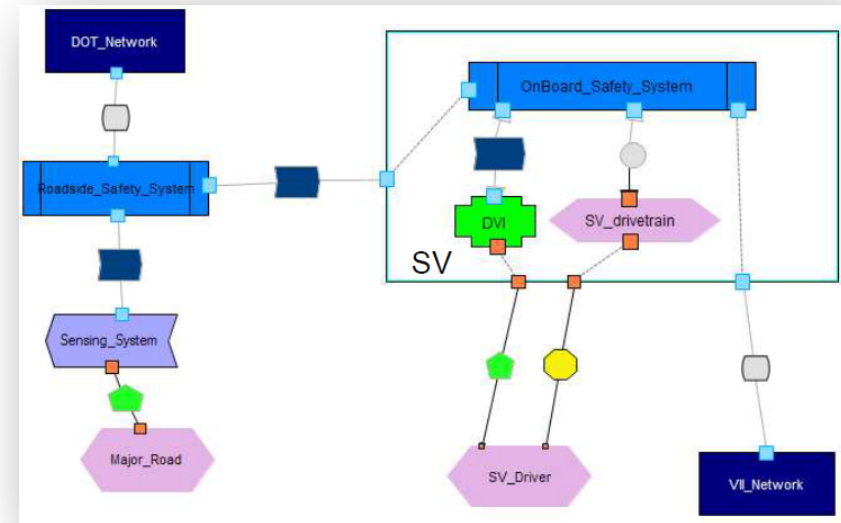 DOT_Network
OnBoard_Safety_System
Roadside_Safety_System
DVI
SV_drivetrain
SV
Sensing_System
Major_Road
SV_Driver
VII_Network